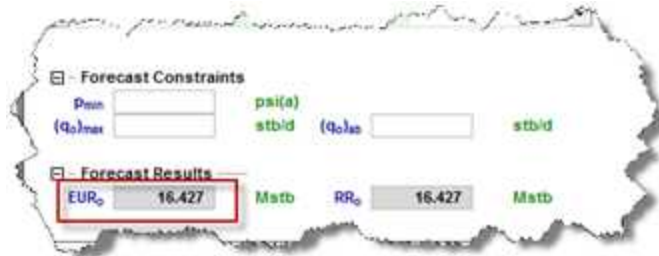 Forecast Constraints
pmin psi(a)
(qo)max stb/d (qo)ab stb/d
Forecast Results
EURo 16.427 Mstb RRo 16.427 Mstb